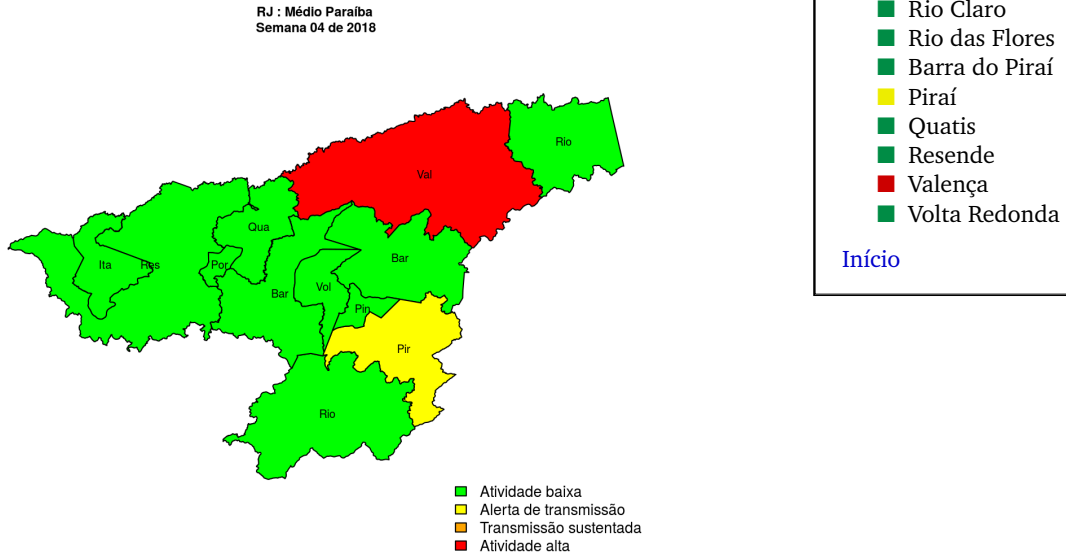 RJ : Médio Paraíba
Semana 04 de 2018
Rio
Val
Qua
Ita
Res
Por
Bar
Bar
Vol
Pin
Pir
Rio
Atividade baixa
Alerta de transmissão
Transmissão sustentada
Atividade alta
Rio Claro
Rio das Flores
Barra do Piraí
Piraí
Quatis
Resende
Valença
Volta Redonda
Início